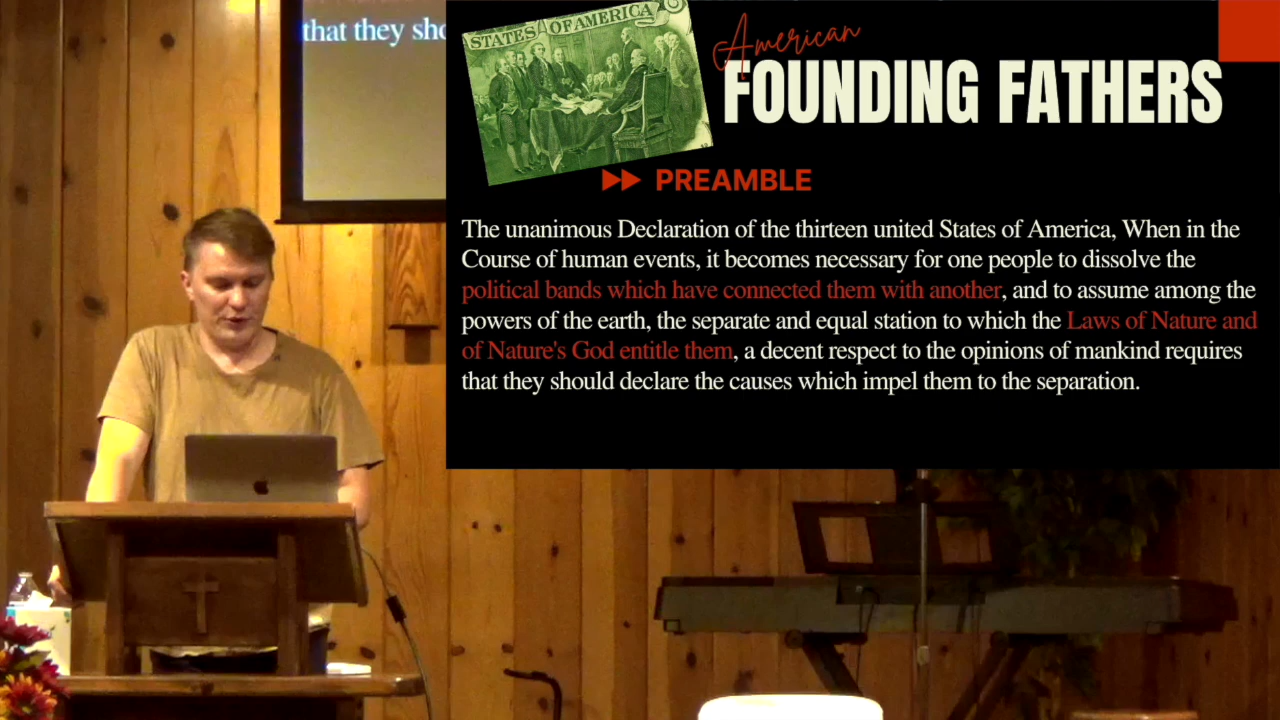 that they sho
STATES OF AMERICA
American
FOUNDING FATHERS
PREAMBLE
The unanimous Declaration of the thirteen united States of America, When in the
Course of human events, it becomes necessary for one people to dissolve the
political bands which have connected them with another, and to assume among the
powers of the earth, the separate and equal station to which the Laws of Nature and
of Nature's God entitle them, a decent respect to the opinions of mankind requires
that they should declare the causes which impel them to the separation.